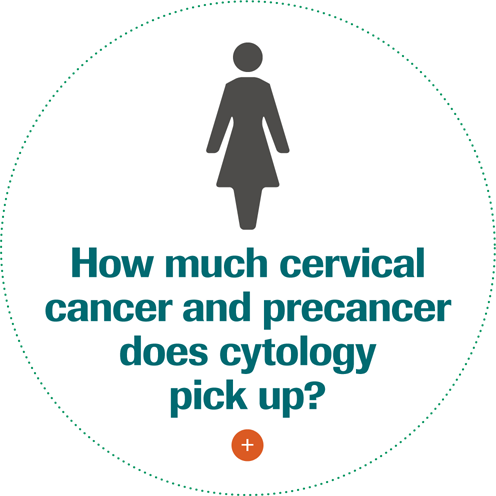 How much cervical
cancer and precancer
does cytology
pick up?
+